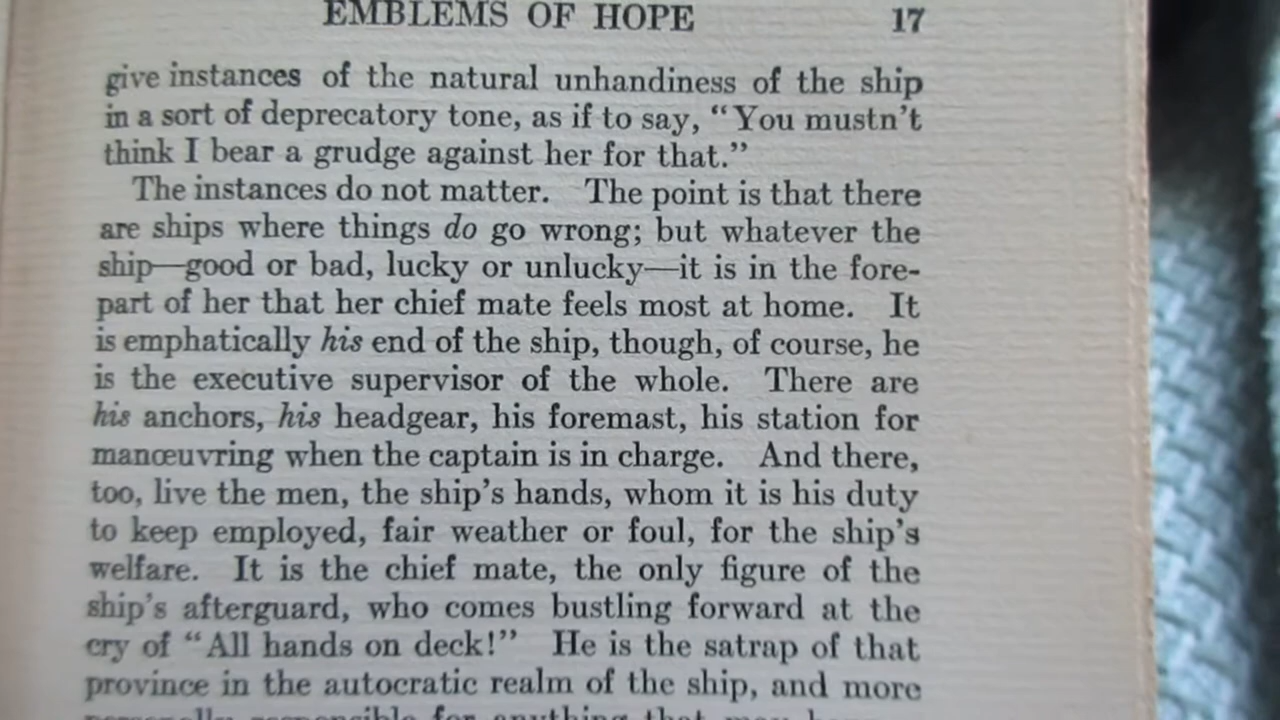 EMBLEMS OF HOPE 17
give instances of the natural unhandiness of the ship
in a sort of deprecatory tone, as if to say, “You mustn’t
think I bear a grudge against her for that.”
The instances do not matter. The point is that there
are ships where things do go wrong; but whatever the
ship—good or bad, lucky or unlucky—it is in the fore-
part of her that her chief mate feels most at home. It
is emphatically his end of the ship, though, of course, he
is the executive supervisor of the whole. There are
his anchors, his headgear, his foremast, his station for
manœuvring when the captain is in charge. And there,
too, live the men, the ship’s hands, whom it is his duty
to keep employed, fair weather or foul, for the ship’s
welfare. It is the chief mate, the only figure of the
ship’s afterguard, who comes bustling forward at the
cry of “All hands on deck!” He is the satrap of that
province in the autocratic realm of the ship, and more
personally responsible for anything that may